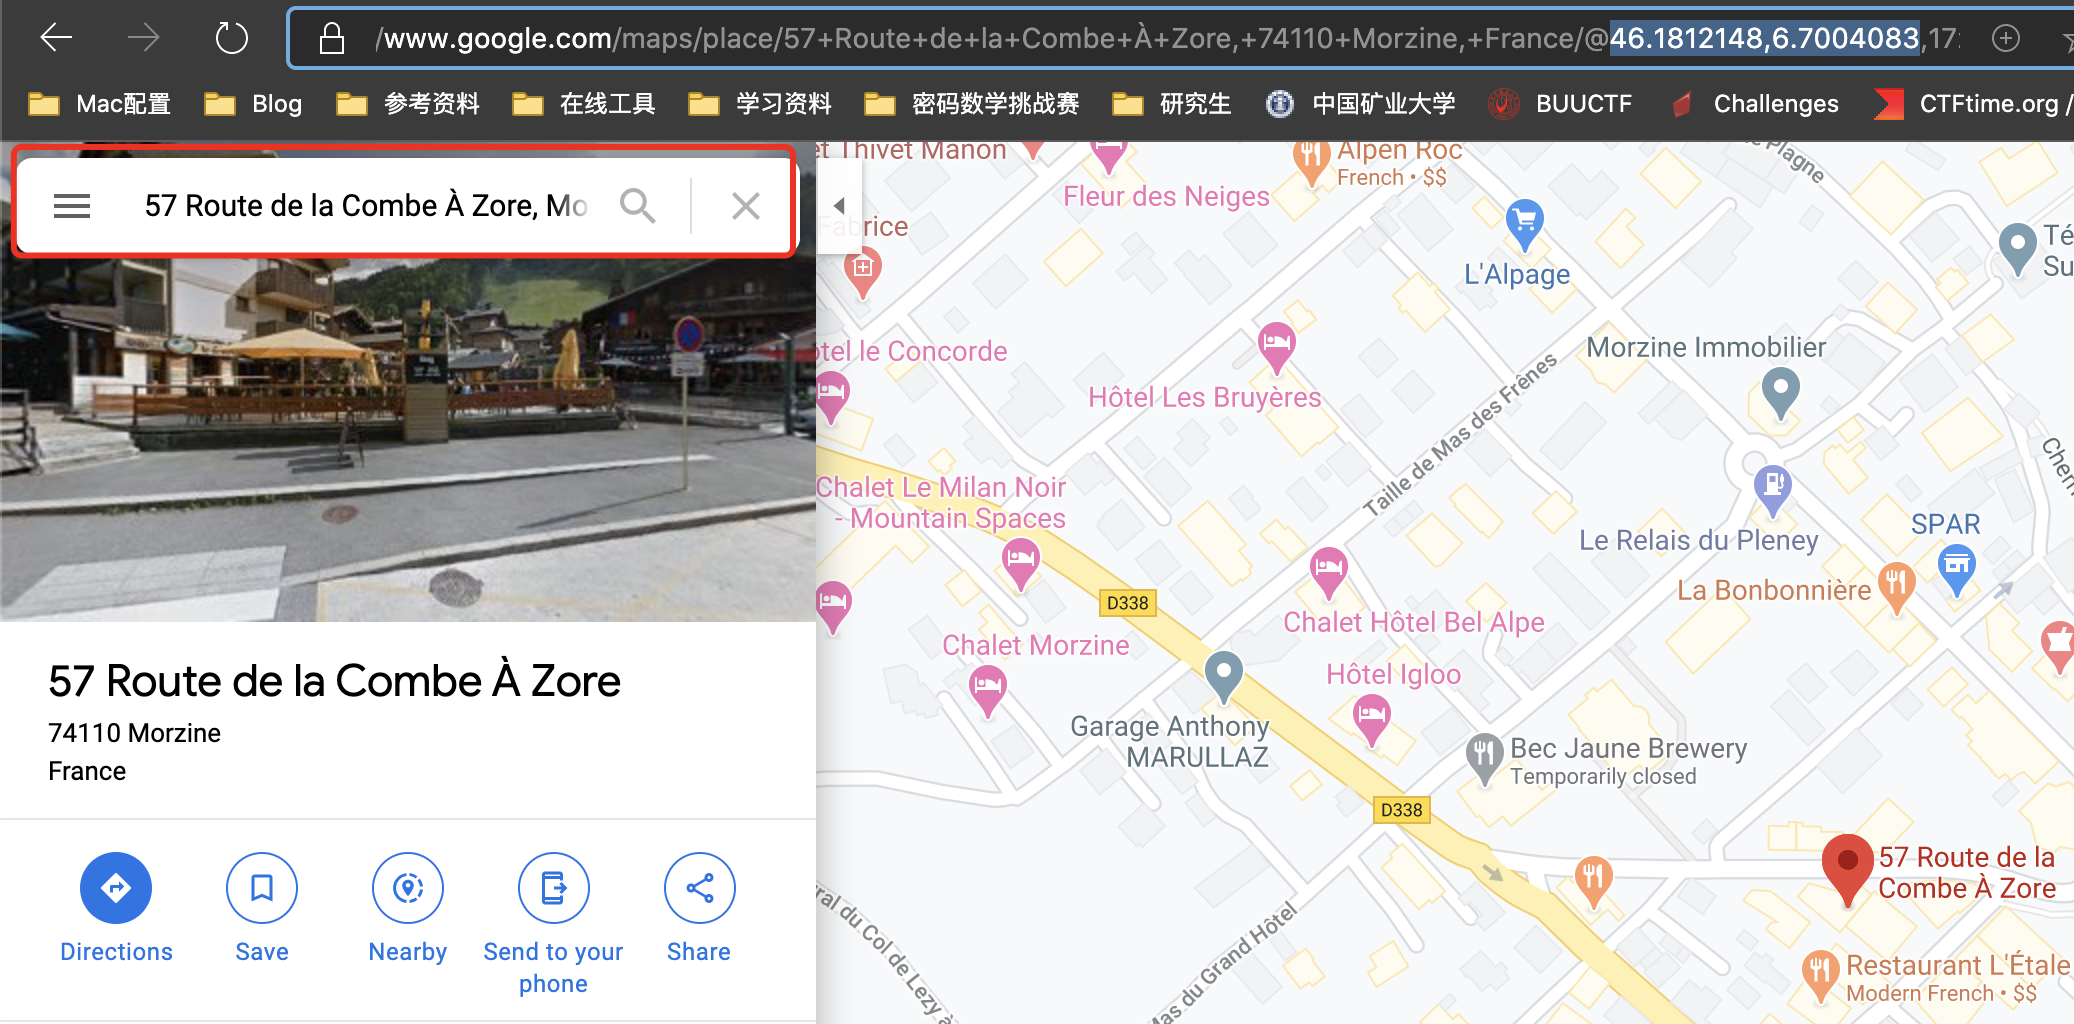 /www.google.com/maps/place/57+Route+de+la+Combe+À+Zore,+74110+Morzine,+France/@46.1812148,6.7004083,17
Mac配置
Blog
参考资料
在线工具
学习资料
密码数学挑战赛
研究生
中国矿业大学
BUUCTF
Challenges
CTFtime.org /
57 Route de la Combe À Zore, Mo
57 Route de la Combe À Zore
74110 Morzine
France
Directions
Save
Nearby
Send to your
phone
Share
et Thivet Manon
Fleur des Neiges
Alpen Roc
French • $$
Plagne
Fabrice
L'Alpage
Té
Su
tel le Concorde
Hôtel Les Bruyères
Morzine Immobilier
Taille de Mas des Frênes
Chem
Chalet Le Milan Noir
- Mountain Spaces
Le Relais du Pleney
SPAR
La Bonbonnière
D338
Chalet Hôtel Bel Alpe
Chalet Morzine
Hôtel Igloo
Garage Anthony
MARULLAZ
Bec Jaune Brewery
Temporarily closed
D338
57 Route de la
Combe À Zore
ral du Col de Lezy à
Mas du Grand Hôtel
Restaurant L'Étale
Modern French • $$